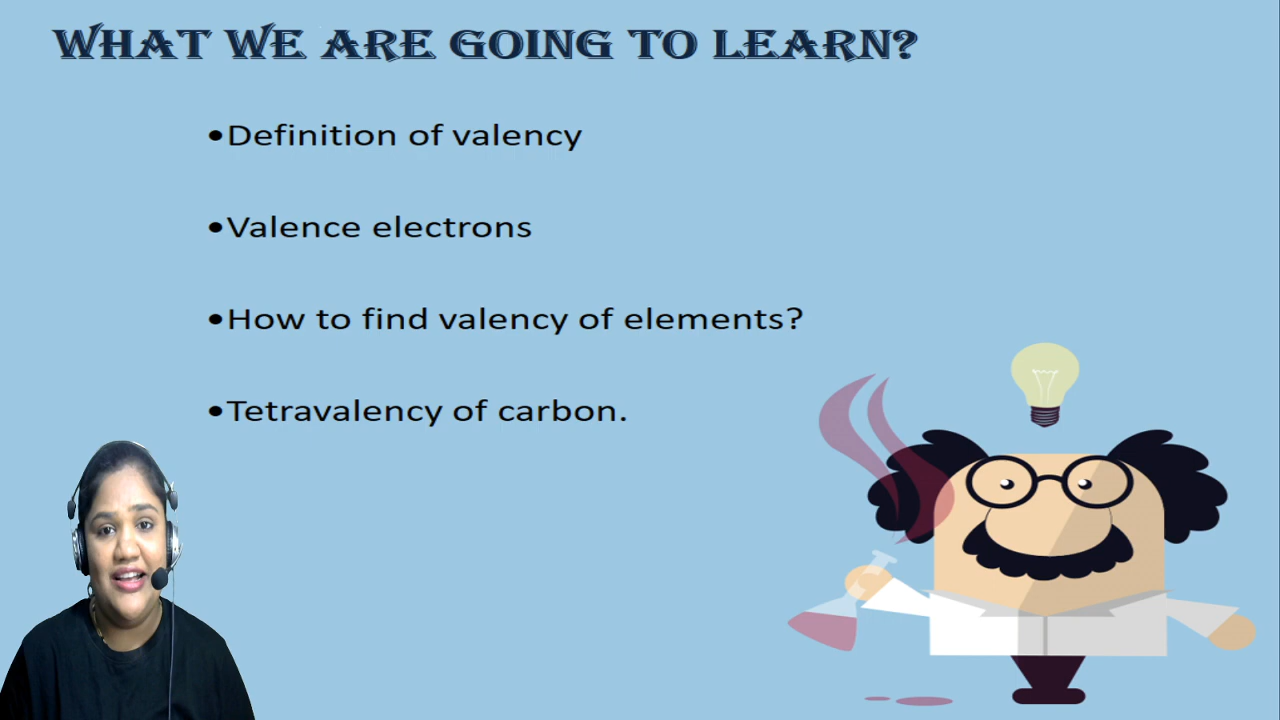 WHAT WE ARE GOING TO LEARN?
•Definition of valency
•Valence electrons
•How to find valency of elements?
•Tetravalency of carbon.